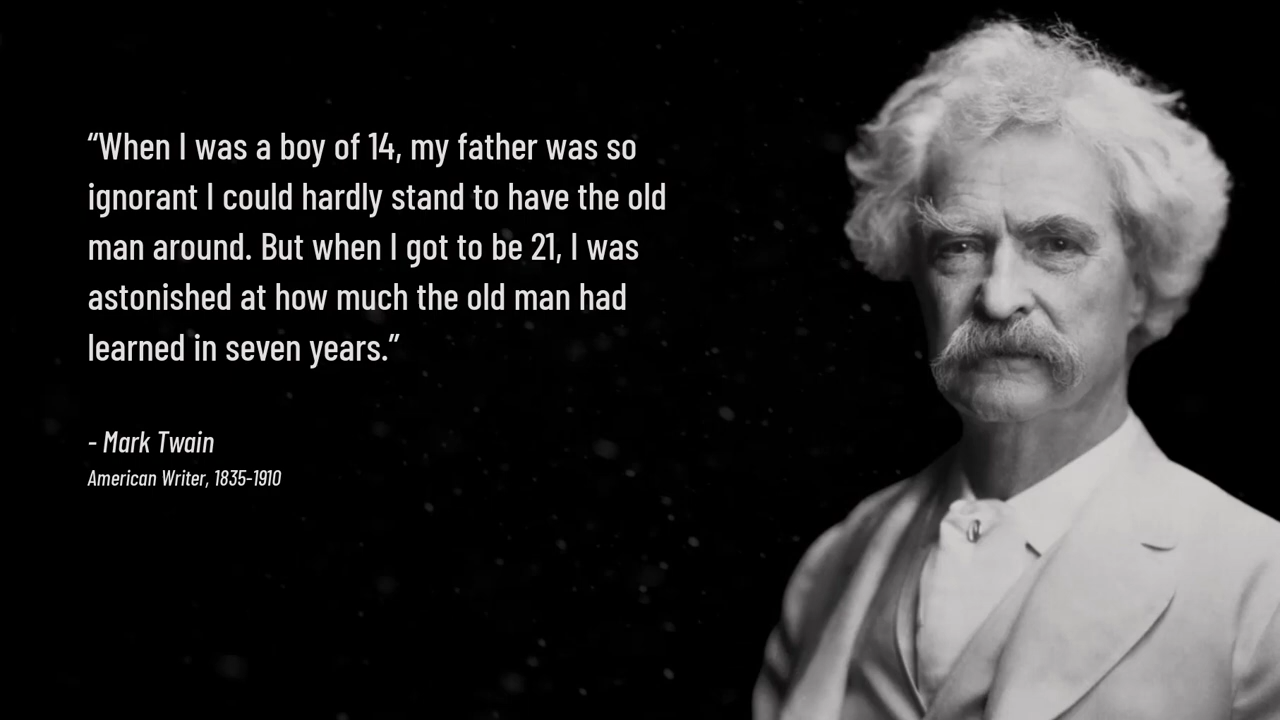 “When I was a boy of 14, my father was so
ignorant I could hardly stand to have the old
man around. But when I got to be 21, I was
astonished at how much the old man had
learned in seven years.”
- Mark Twain
American Writer, 1835-1910